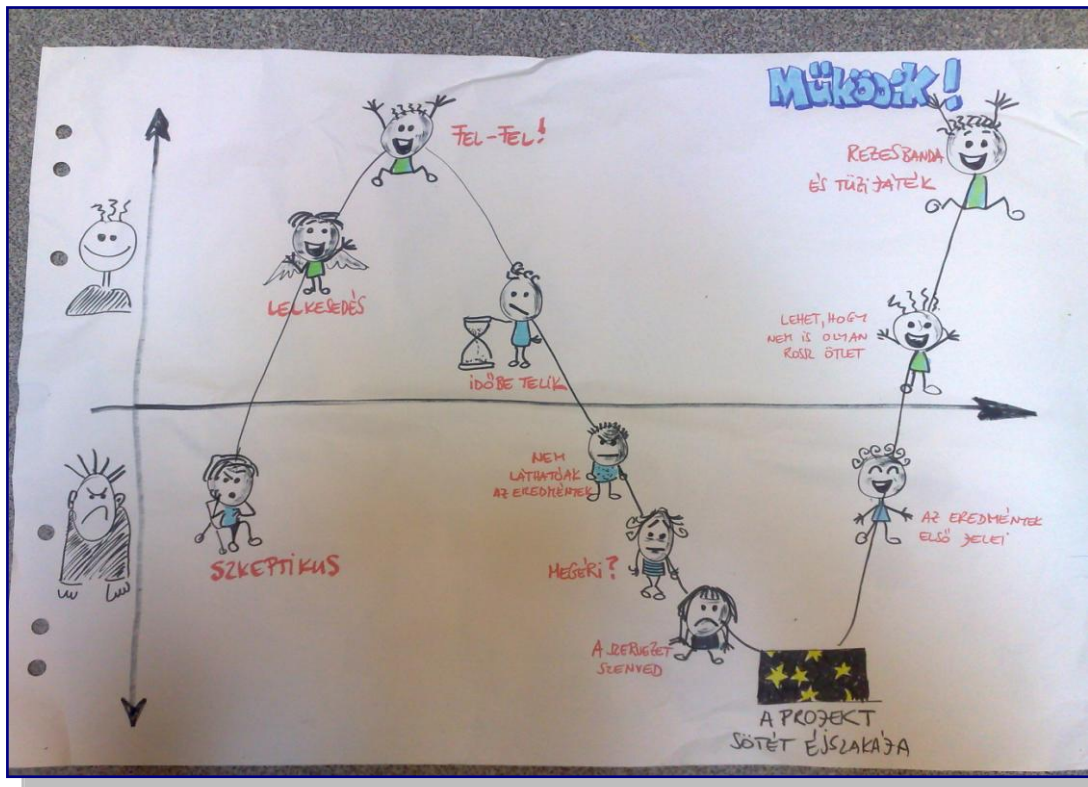 Működik!
FEL-FEL!
REZESBANDA
ÉS TŰZIJÁTÉK
LELKESEDÉS
LEHET, HOGY
NEM IS OLYAN
ROSSZ ÖTLET
IDŐBE TELIK
NEM
LÁTHATÓAK
AZ EREDMÉNYEK
AZ EREDMÉNYEK
ELSŐ JELEI
SZKEPTIKUS
MEGÉRI?
A SZERVEZET
SZENVED
A PROJEKT
SÖTÉT ÉJSZAKÁJA